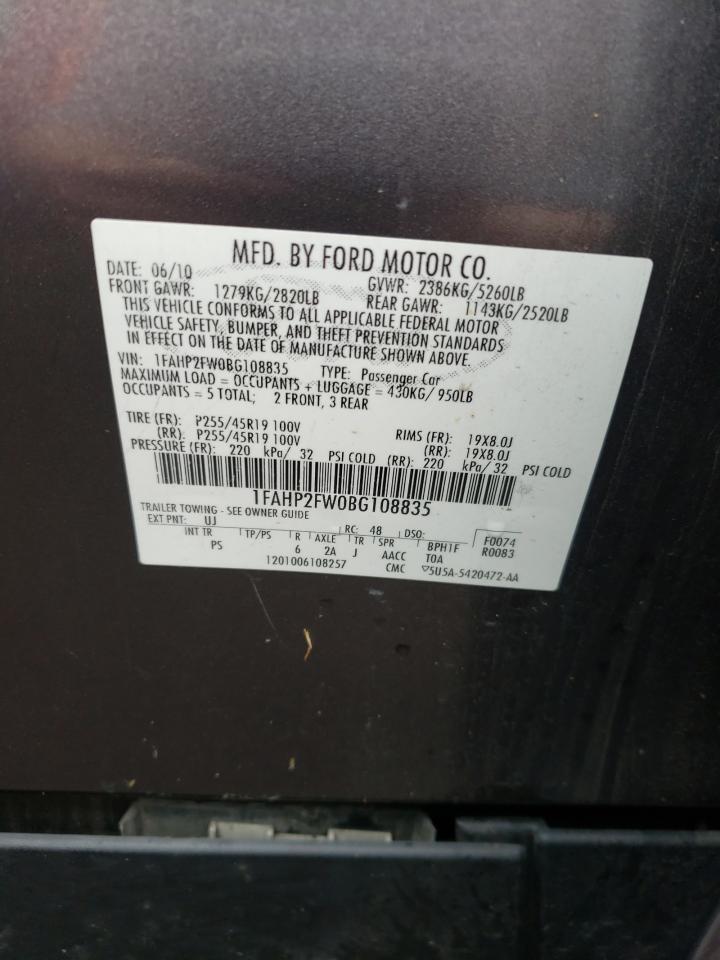 MFD. BY FORD MOTOR CO.
DATE: 06/10 GVWR: 2386KG/5260LB
FRONT GAWR: 1279KG/2820LB REAR GAWR: 1143KG/2520LB
THIS VEHICLE CONFORMS TO ALL APPLICABLE FEDERAL MOTOR
VEHICLE SAFETY, BUMPER, AND THEFT PREVENTION STANDARDS
IN EFFECT ON THE DATE OF MANUFACTURE SHOWN ABOVE.
VIN: 1FAHP2FW0BG108835 TYPE: Passenger Car
MAXIMUM LOAD = OCCUPANTS + LUGGAGE = 430KG/ 950LB
OCCUPANTS = 5 TOTAL; 2 FRONT, 3 REAR
TIRE (FR): P255/45R19 100V RIMS (FR): 19X8.0J
(RR): P255/45R19 100V (RR): 19X8.0J
PRESSURE (FR): 220 kPa/ 32 PSI COLD (RR): 220 kPa/ 32 PSI COLD
1FAHP2FW0BG108835
TRAILER TOWING - SEE OWNER GUIDE
EXT PNT: UJ RC: 48 DSO: F0074
INT TR TP/PS R AXLE TR SPR BPH1F R0083
PS 6 2A J AACC TOA
1201006108257 CMC ▽5U5A-5420472-AA